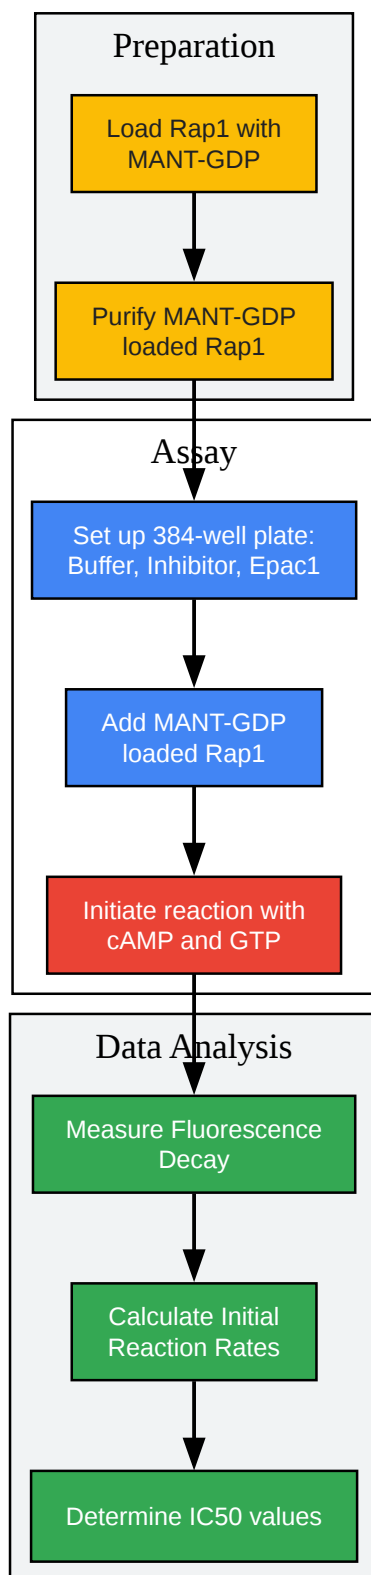 Preparation
Load Rap1 with
MANT-GDP
Purify MANT-GDP
loaded Rap1
Assay
Set up 384-well plate:
Buffer, Inhibitor, Epac1
Add MANT-GDP
loaded Rap1
Initiate reaction with
cAMP and GTP
Data Analysis
Measure Fluorescence
Decay
Calculate Initial
Reaction Rates
Determine IC50 values